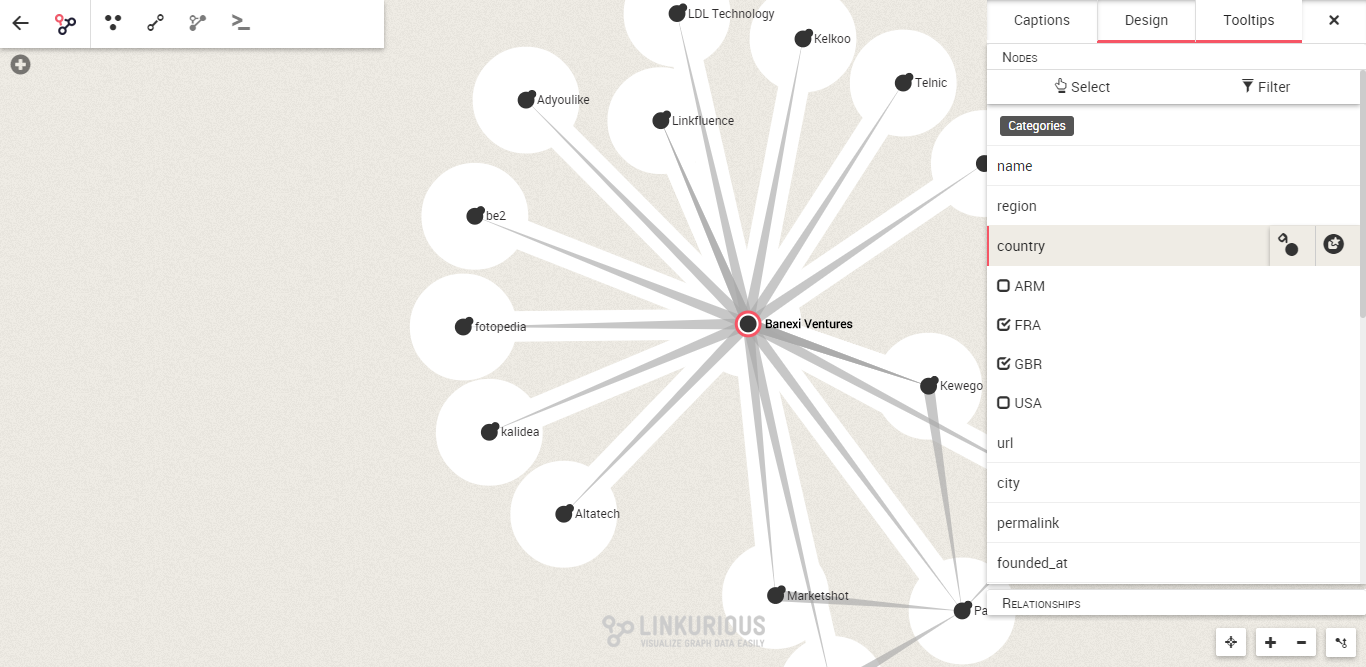 Captions
Design
Tooltips
Nodes
Select
Filter
Categories
name
region
country
ARM
FRA
GBR
USA
url
city
permalink
founded_at
Relationships
LDL Technology
Kelkoo
Telnic
Adyoulike
Linkfluence
be2
fotopedia
Banexi Ventures
Kewego
kalidea
Altatech
Marketshot
Pa
LINKURIOUS
VISUALIZE GRAPH DATA EASILY